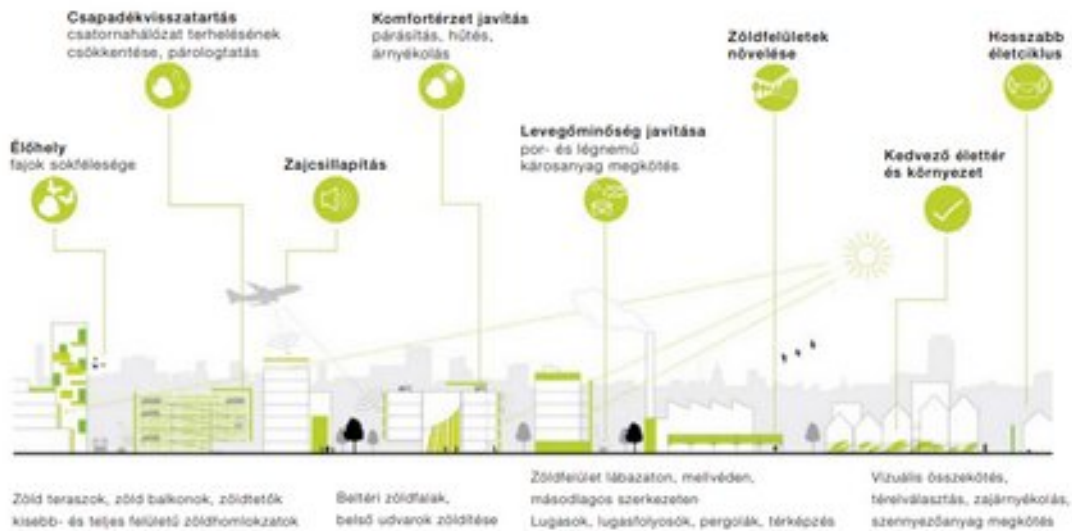 Csapadékvisszatartás
csatornahálózat terhelésének
csökkentése, párologtatás
Komfortérzet javítás
párásítás, hűtés,
árnyékolás
Zöldfelületek
növelése
Hosszabb
életciklus
Élőhely
fajok sokfélesége
Zajcsillapítás
Levegőminőség javítása
por- és légnemű
károsanyag megkötés
Kedvező élettér
és környezet
Zöld teraszok, zöld balkonok, zöldtetők
kisebb- és teljes felületű zöldhomlokzatok
Beltéri zöldfalak,
belső udvarok zöldítése
Zöldfelület lábazaton, mellvéden,
másodlagos szerkezeten
Lugasok, lugasfolyosók, pergolák, térképzés
Vizuális összekötés,
térelválasztás, zajárnyékolás,
szennyezőanyag megkötés